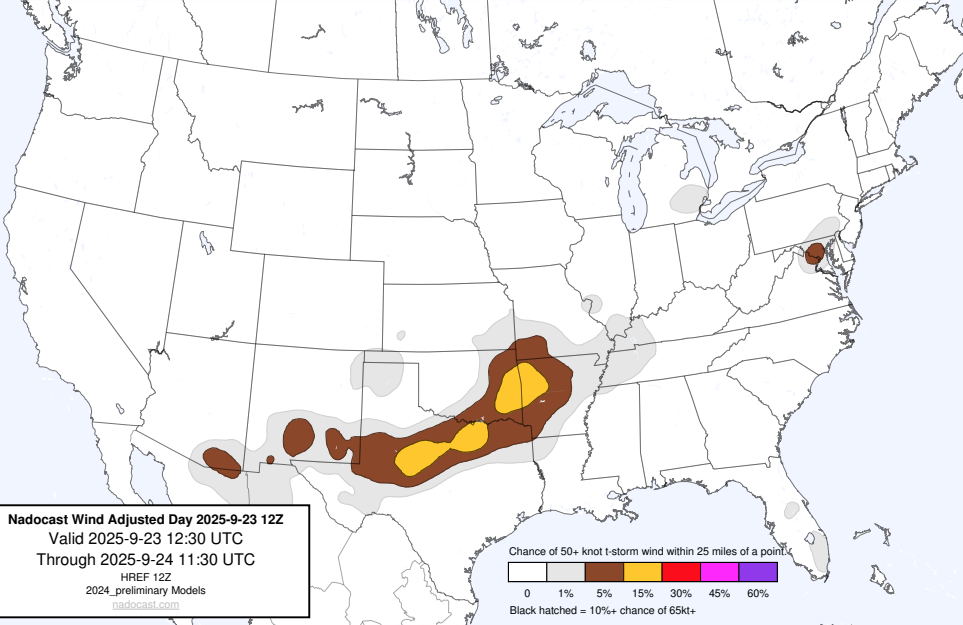 Nadocast Wind Adjusted Day 2025-9-23 12Z
Valid 2025-9-23 12:30 UTC
Through 2025-9-24 11:30 UTC
HREF 12Z
2024_preliminary Models
nadocast.com
Chance of 50+ knot t-storm wind within 25 miles of a point.
0 1% 5% 15% 30% 45% 60%
Black hatched = 10%+ chance of 65kt+